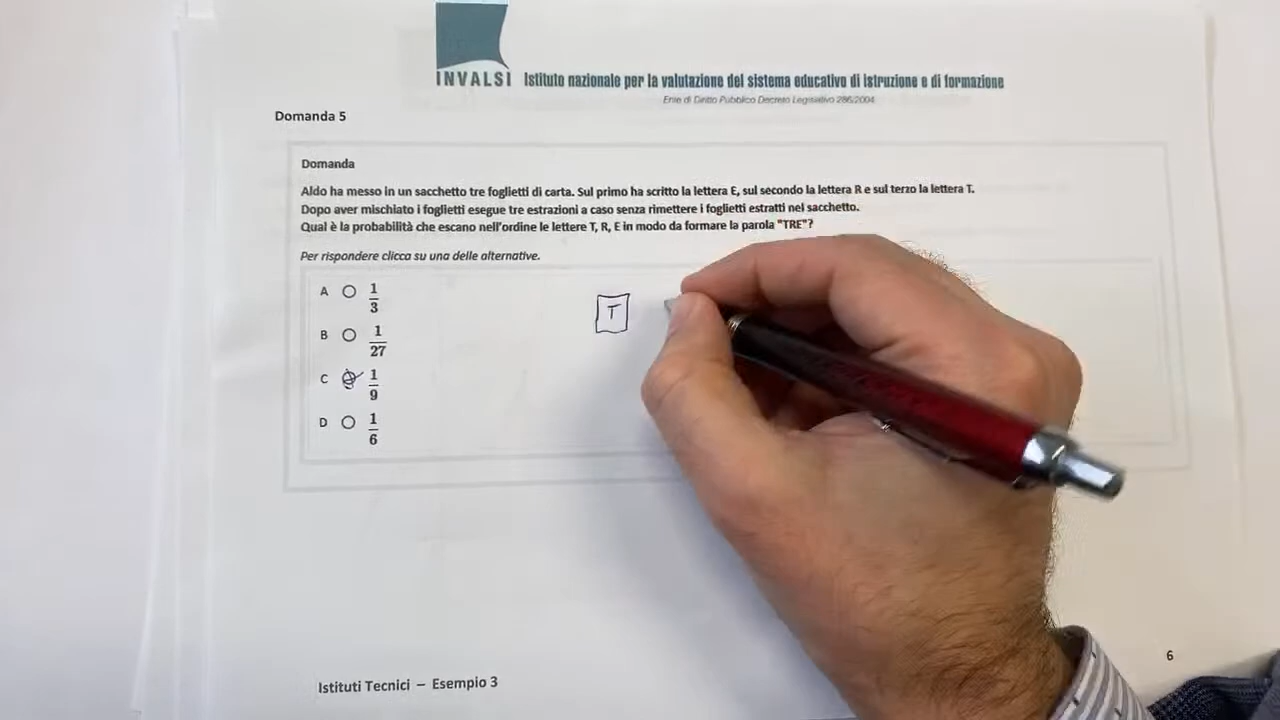 INVALSI Istituto nazionale per la valutazione del sistema educativo di istruzione e di formazione
Ente di Diritto Pubblico Decreto Legislativo 286/2004
Domanda 5
Domanda
Aldo ha messo in un sacchetto tre foglietti di carta. Sul primo ha scritto la lettera E, sul secondo la lettera R e sul terzo la lettera T.
Dopo aver mischiato i foglietti esegue tre estrazioni a caso senza rimettere i foglietti estratti nel sacchetto.
Qual è la probabilità che escano nell'ordine le lettere T, R, E in modo da formare la parola "TRE"?
Per rispondere clicca su una delle alternative.
A 1/3
B 1/27
C 1/9
D 1/6
T
6
Istituti Tecnici – Esempio 3